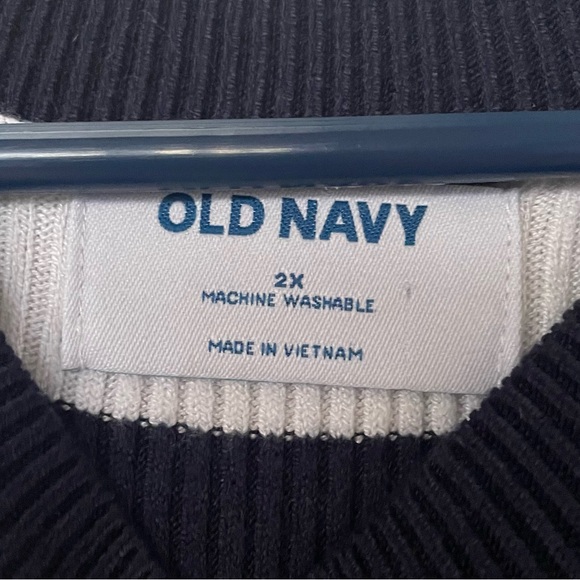 OLD NAVY
2X
MACHINE WASHABLE
MADE IN VIETNAM